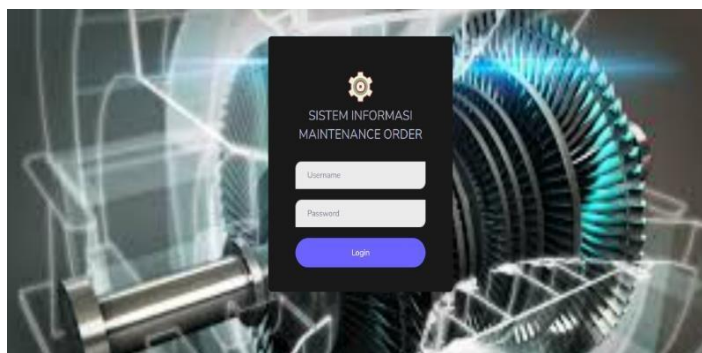 SISTEM INFORMASI
MAINTENANCE ORDER
Username
Password
Login